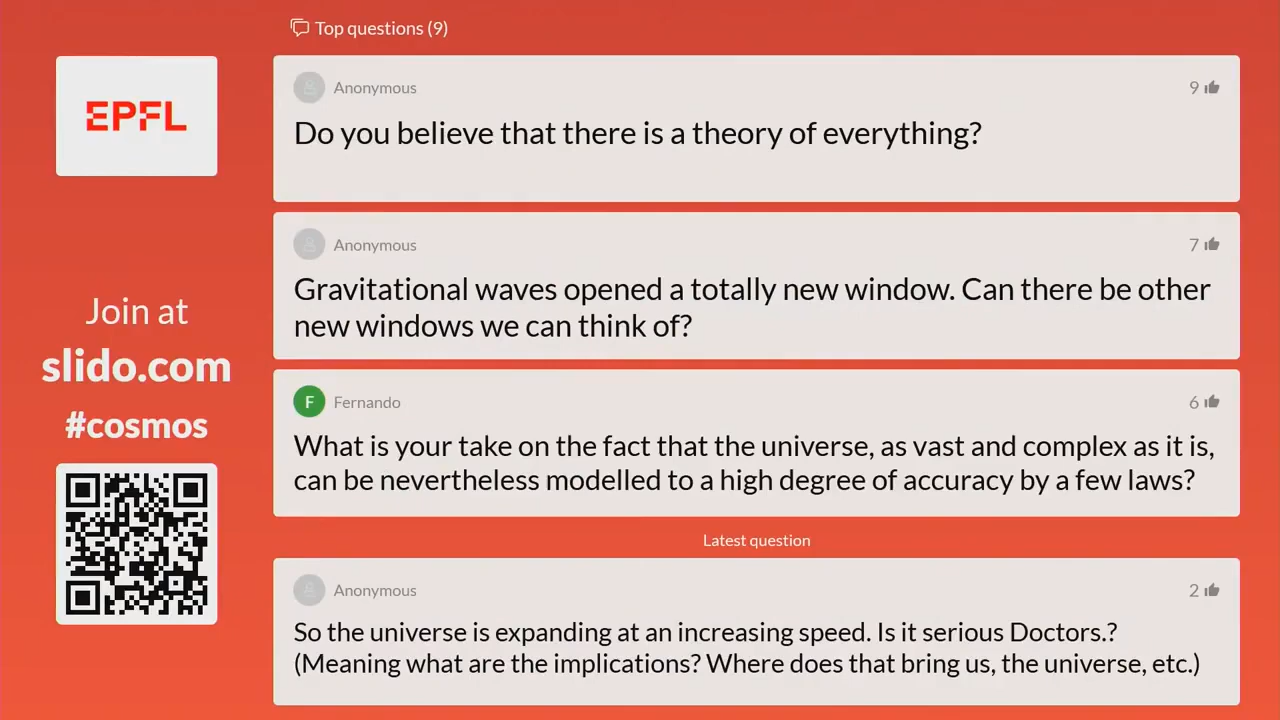 Top questions (9)
EPFL
Join at
slido.com
#cosmos
Anonymous
9
Do you believe that there is a theory of everything?
Anonymous
7
Gravitational waves opened a totally new window. Can there be other
new windows we can think of?
F
Fernando
6
What is your take on the fact that the universe, as vast and complex as it is,
can be nevertheless modelled to a high degree of accuracy by a few laws?
Latest question
Anonymous
2
So the universe is expanding at an increasing speed. Is it serious Doctors.?
(Meaning what are the implications? Where does that bring us, the universe, etc.)